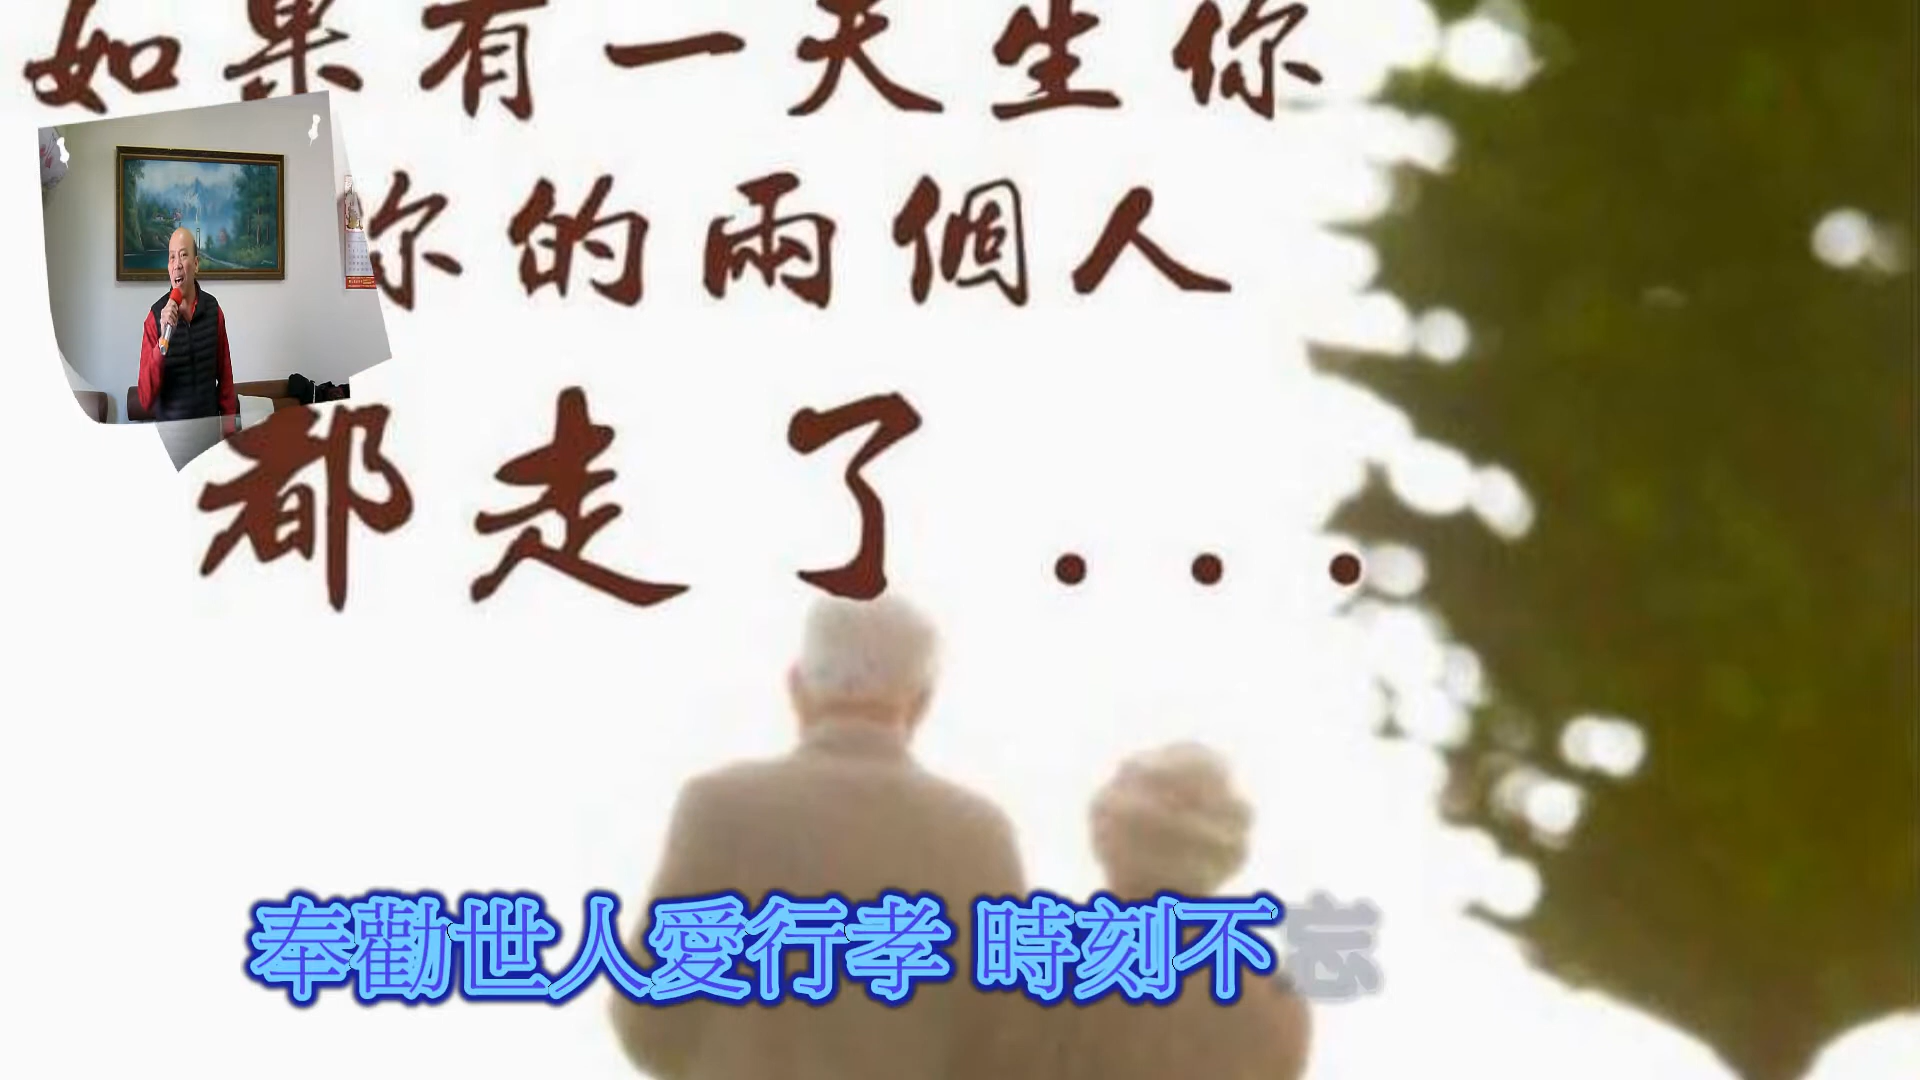 如果有一天生你
你的兩個人
都走了...
奉勸世人愛行孝 時刻不忘